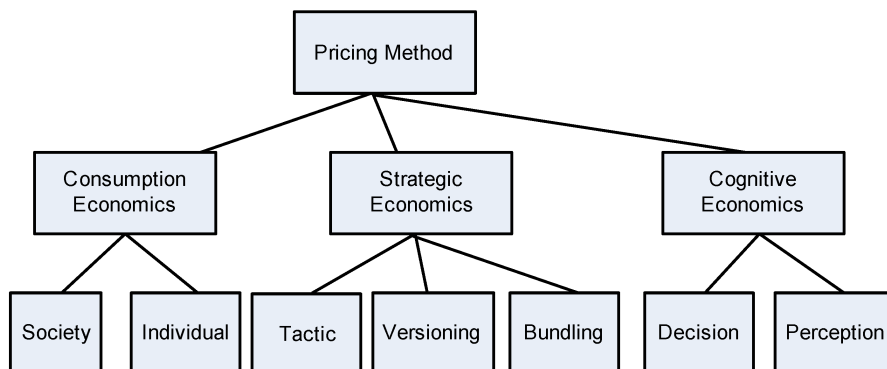 Pricing Method
Consumption
Economics
Strategic
Economics
Cognitive
Economics
Society
Individual
Tactic
Versioning
Bundling
Decision
Perception